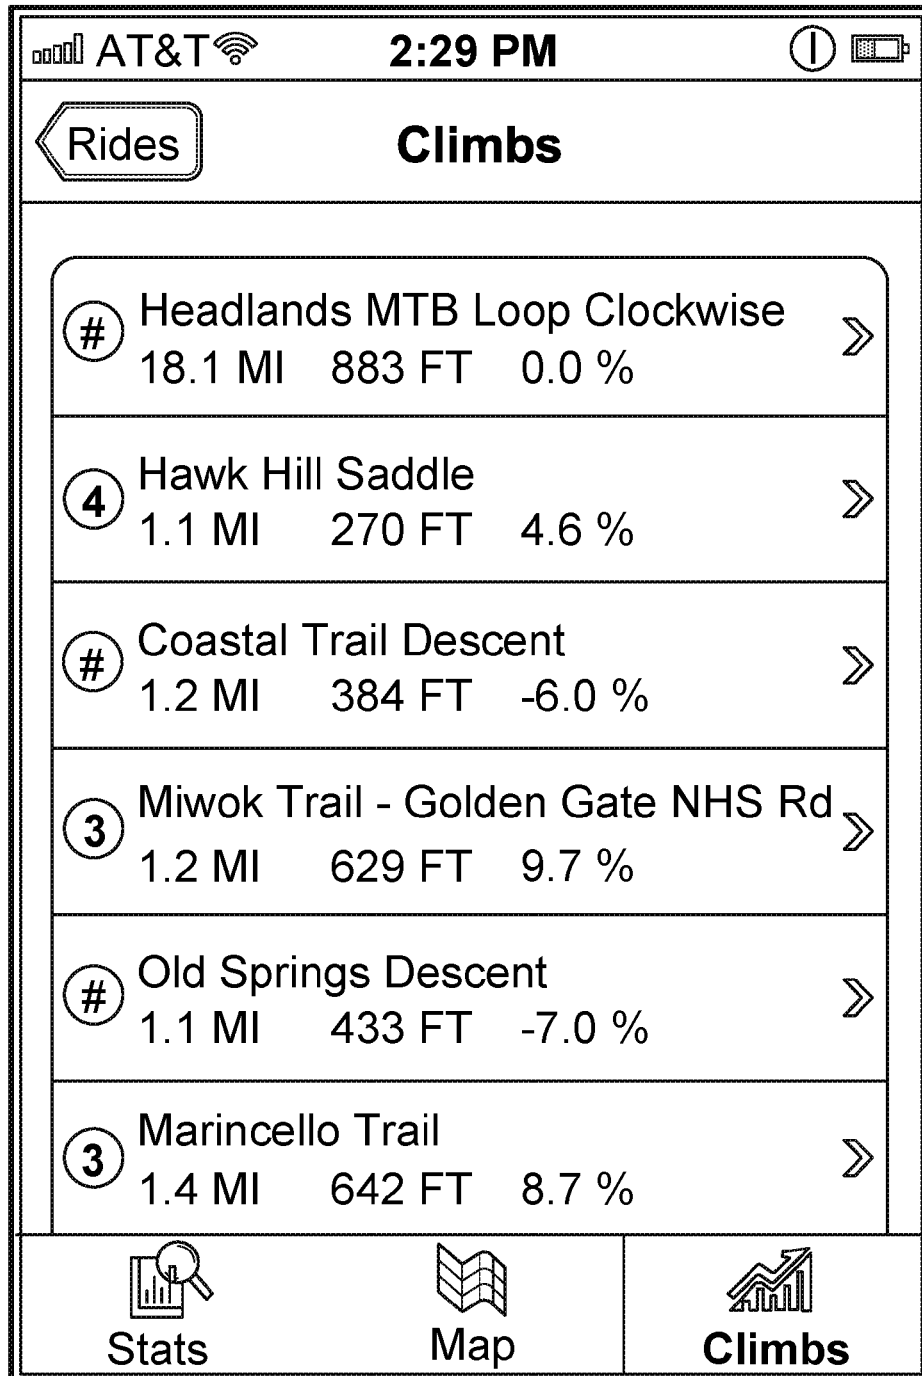 AT&T 2:29 PM
Rides Climbs
# Headlands MTB Loop Clockwise
18.1 MI 883 FT 0.0 %
4 Hawk Hill Saddle
1.1 MI 270 FT 4.6 %
# Coastal Trail Descent
1.2 MI 384 FT -6.0 %
3 Miwok Trail - Golden Gate NHS Rd
1.2 MI 629 FT 9.7 %
# Old Springs Descent
1.1 MI 433 FT -7.0 %
3 Marincello Trail
1.4 MI 642 FT 8.7 %
Stats Map Climbs